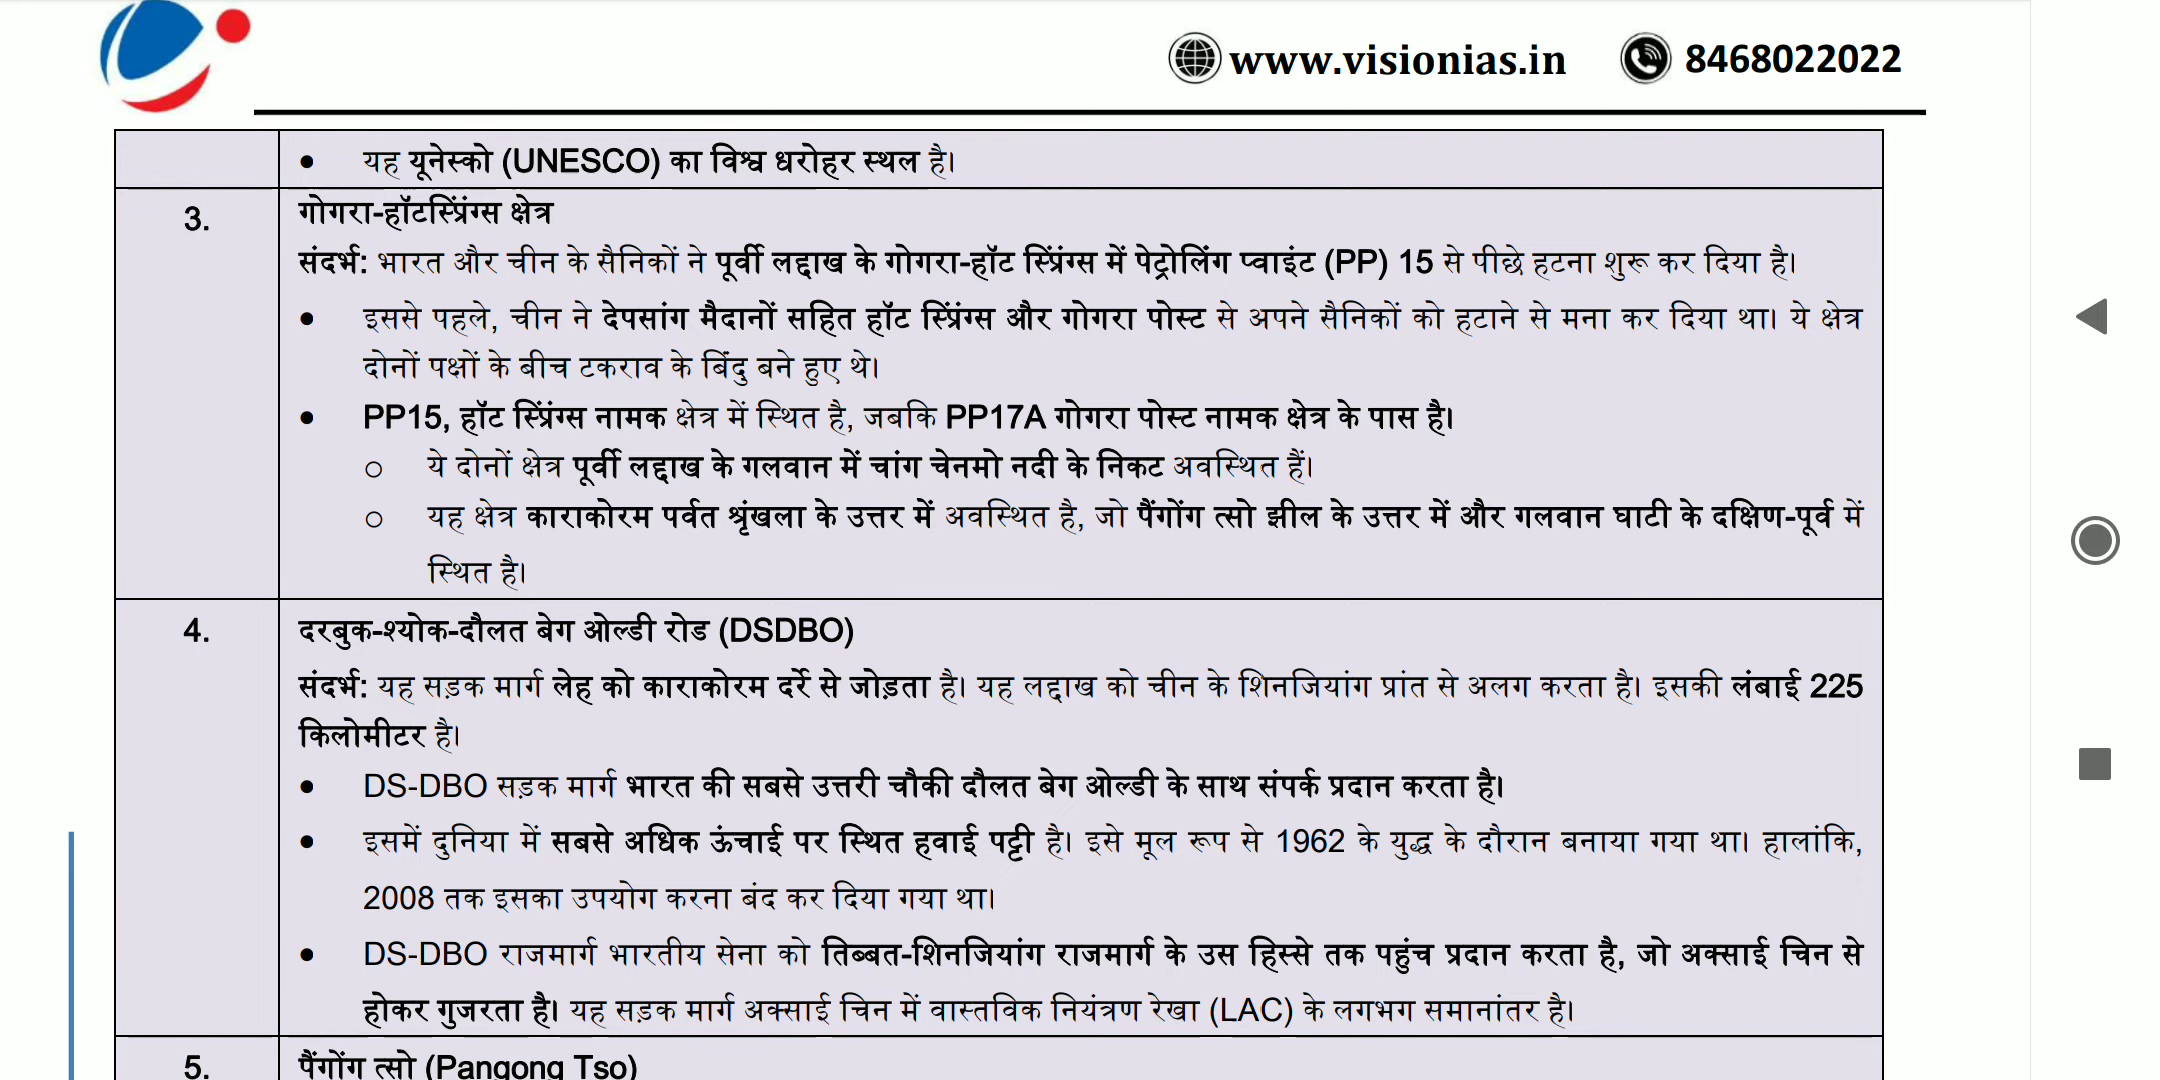 www.visionias.in 8468022022
• यह यूनेस्को (UNESCO) का विश्व धरोहर स्थल है।
3. गोगरा-हॉटस्प्रिंग्स क्षेत्र
संदर्भ: भारत और चीन के सैनिकों ने पूर्वी लद्दाख के गोगरा-हॉट स्प्रिंग्स में पेट्रोलिंग प्वाइंट (PP) 15 से पीछे हटना शुरू कर दिया है।
• इससे पहले, चीन ने देपसांग मैदानों सहित हॉट स्प्रिंग्स और गोगरा पोस्ट से अपने सैनिकों को हटाने से मना कर दिया था। ये क्षेत्र
दोनों पक्षों के बीच टकराव के बिंदु बने हुए थे।
• PP15, हॉट स्प्रिंग्स नामक क्षेत्र में स्थित है, जबकि PP17A गोगरा पोस्ट नामक क्षेत्र के पास है।
○ ये दोनों क्षेत्र पूर्वी लद्दाख के गलवान में चांग चेनमो नदी के निकट अवस्थित हैं।
○ यह क्षेत्र काराकोरम पर्वत श्रृंखला के उत्तर में अवस्थित है, जो पैंगोंग त्सो झील के उत्तर में और गलवान घाटी के दक्षिण-पूर्व में
स्थित है।
4. दरबुक-श्योक-दौलत बेग ओल्डी रोड (DSDBO)
संदर्भ: यह सड़क मार्ग लेह को काराकोरम दर्रे से जोड़ता है। यह लद्दाख को चीन के शिनजियांग प्रांत से अलग करता है। इसकी लंबाई 225
किलोमीटर है।
• DS-DBO सड़क मार्ग भारत की सबसे उत्तरी चौकी दौलत बेग ओल्डी के साथ संपर्क प्रदान करता है।
• इसमें दुनिया में सबसे अधिक ऊंचाई पर स्थित हवाई पट्टी है। इसे मूल रूप से 1962 के युद्ध के दौरान बनाया गया था। हालांकि,
2008 तक इसका उपयोग करना बंद कर दिया गया था।
• DS-DBO राजमार्ग भारतीय सेना को तिब्बत-शिनजियांग राजमार्ग के उस हिस्से तक पहुंच प्रदान करता है, जो अक्साई चिन से
होकर गुजरता है। यह सड़क मार्ग अक्साई चिन में वास्तविक नियंत्रण रेखा (LAC) के लगभग समानांतर है।
5. पैंगोंग त्सो (Pangong Tso)